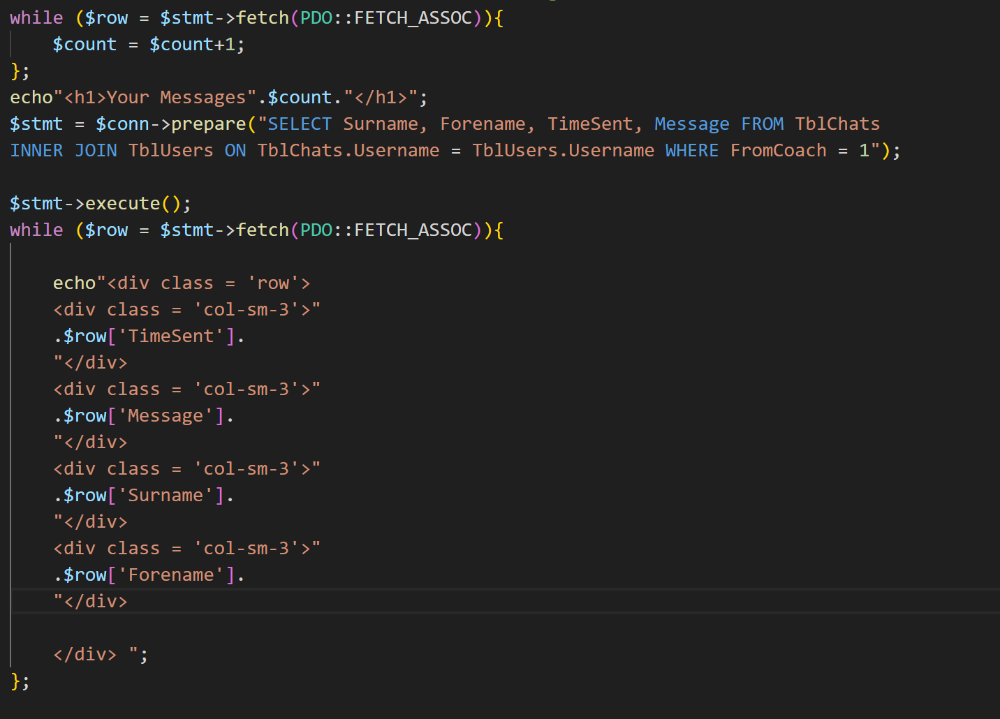 while ($row = $stmt->fetch(PDO::FETCH_ASSOC)){
    $count = $count+1;
};
echo"<h1>Your Messages".$count."</h1>";
$stmt = $conn->prepare("SELECT Surname, Forename, TimeSent, Message FROM TblChats
INNER JOIN TblUsers ON TblChats.Username = TblUsers.Username WHERE FromCoach = 1");
$stmt->execute();
while ($row = $stmt->fetch(PDO::FETCH_ASSOC)){
    echo"<div class = 'row'>
    <div class = 'col-sm-3'>"
    .$row['TimeSent'].
    "</div>
    <div class = 'col-sm-3'>"
    .$row['Message'].
    "</div>
    <div class = 'col-sm-3'>"
    .$row['Surname'].
    "</div>
    <div class = 'col-sm-3'>"
    .$row['Forename'].
    "</div>
    </div> ";
};